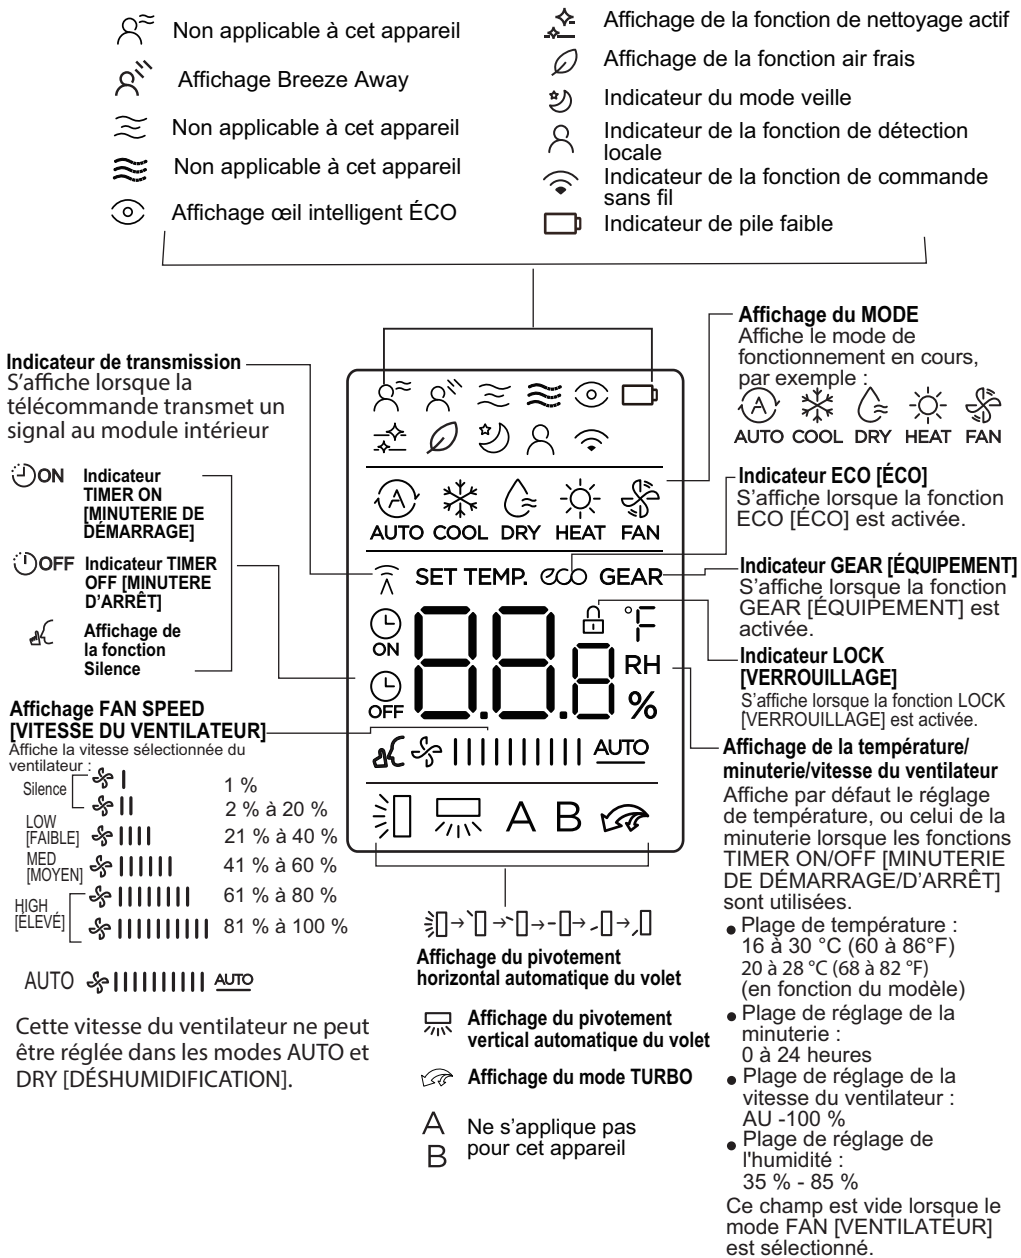 Non applicable à cet appareil
Affichage Breeze Away
Non applicable à cet appareil
Non applicable à cet appareil
Affichage œil intelligent ÉCO
Affichage de la fonction de nettoyage actif
Affichage de la fonction air frais
Indicateur du mode veille
Indicateur de la fonction de détection
locale
Indicateur de la fonction de commande
sans fil
Indicateur de pile faible
Indicateur de transmission
S'affiche lorsque la
télécommande transmet un
signal au module intérieur
ON Indicateur
TIMER ON
[MINUTERIE DE
DÉMARRAGE]
OFF Indicateur TIMER
OFF [MINUTERE
D'ARRÊT]
Affichage de
la fonction
Silence
Affichage FAN SPEED
[VITESSE DU VENTILATEUR]
Affiche la vitesse sélectionnée du
ventilateur :
Silence
1 %
2 % à 20 %
LOW
[FAIBLE]
21 % à 40 %
MED
[MOYEN]
41 % à 60 %
HIGH
[ÉLEVÉ]
61 % à 80 %
81 % à 100 %
AUTO AUTO
Cette vitesse du ventilateur ne peut
être réglée dans les modes AUTO et
DRY [DÉSHUMIDIFICATION].
A
AUTO COOL DRY HEAT FAN
SET TEMP. eco GEAR
ON
OFF
88.8
°F
RH
%
AUTO
A B
Affichage du pivotement
horizontal automatique du volet
Affichage du pivotement
vertical automatique du volet
Affichage du mode TURBO
A
B
Ne s'applique pas
pour cet appareil
Affichage du MODE
Affiche le mode de
fonctionnement en cours,
par exemple :
A
AUTO COOL DRY HEAT FAN
Indicateur ECO [ÉCO]
S'affiche lorsque la fonction
ECO [ÉCO] est activée.
Indicateur GEAR [ÉQUIPEMENT]
S'affiche lorsque la fonction
GEAR [ÉQUIPEMENT] est
activée.
Indicateur LOCK
[VERROUILLAGE]
S'affiche lorsque la fonction LOCK
[VERROUILLAGE] est activée.
Affichage de la température/
minuterie/vitesse du ventilateur
Affiche par défaut le réglage
de température, ou celui de la
minuterie lorsque les fonctions
TIMER ON/OFF [MINUTERIE
DE DÉMARRAGE/D'ARRÊT]
sont utilisées.
● Plage de température :
16 à 30 °C (60 à 86°F)
20 à 28 °C (68 à 82 °F)
(en fonction du modèle)
● Plage de réglage de la
minuterie :
0 à 24 heures
● Plage de réglage de la
vitesse du ventilateur :
AU -100 %
● Plage de réglage de
l'humidité :
35 % - 85 %
Ce champ est vide lorsque le
mode FAN [VENTILATEUR]
est sélectionné.